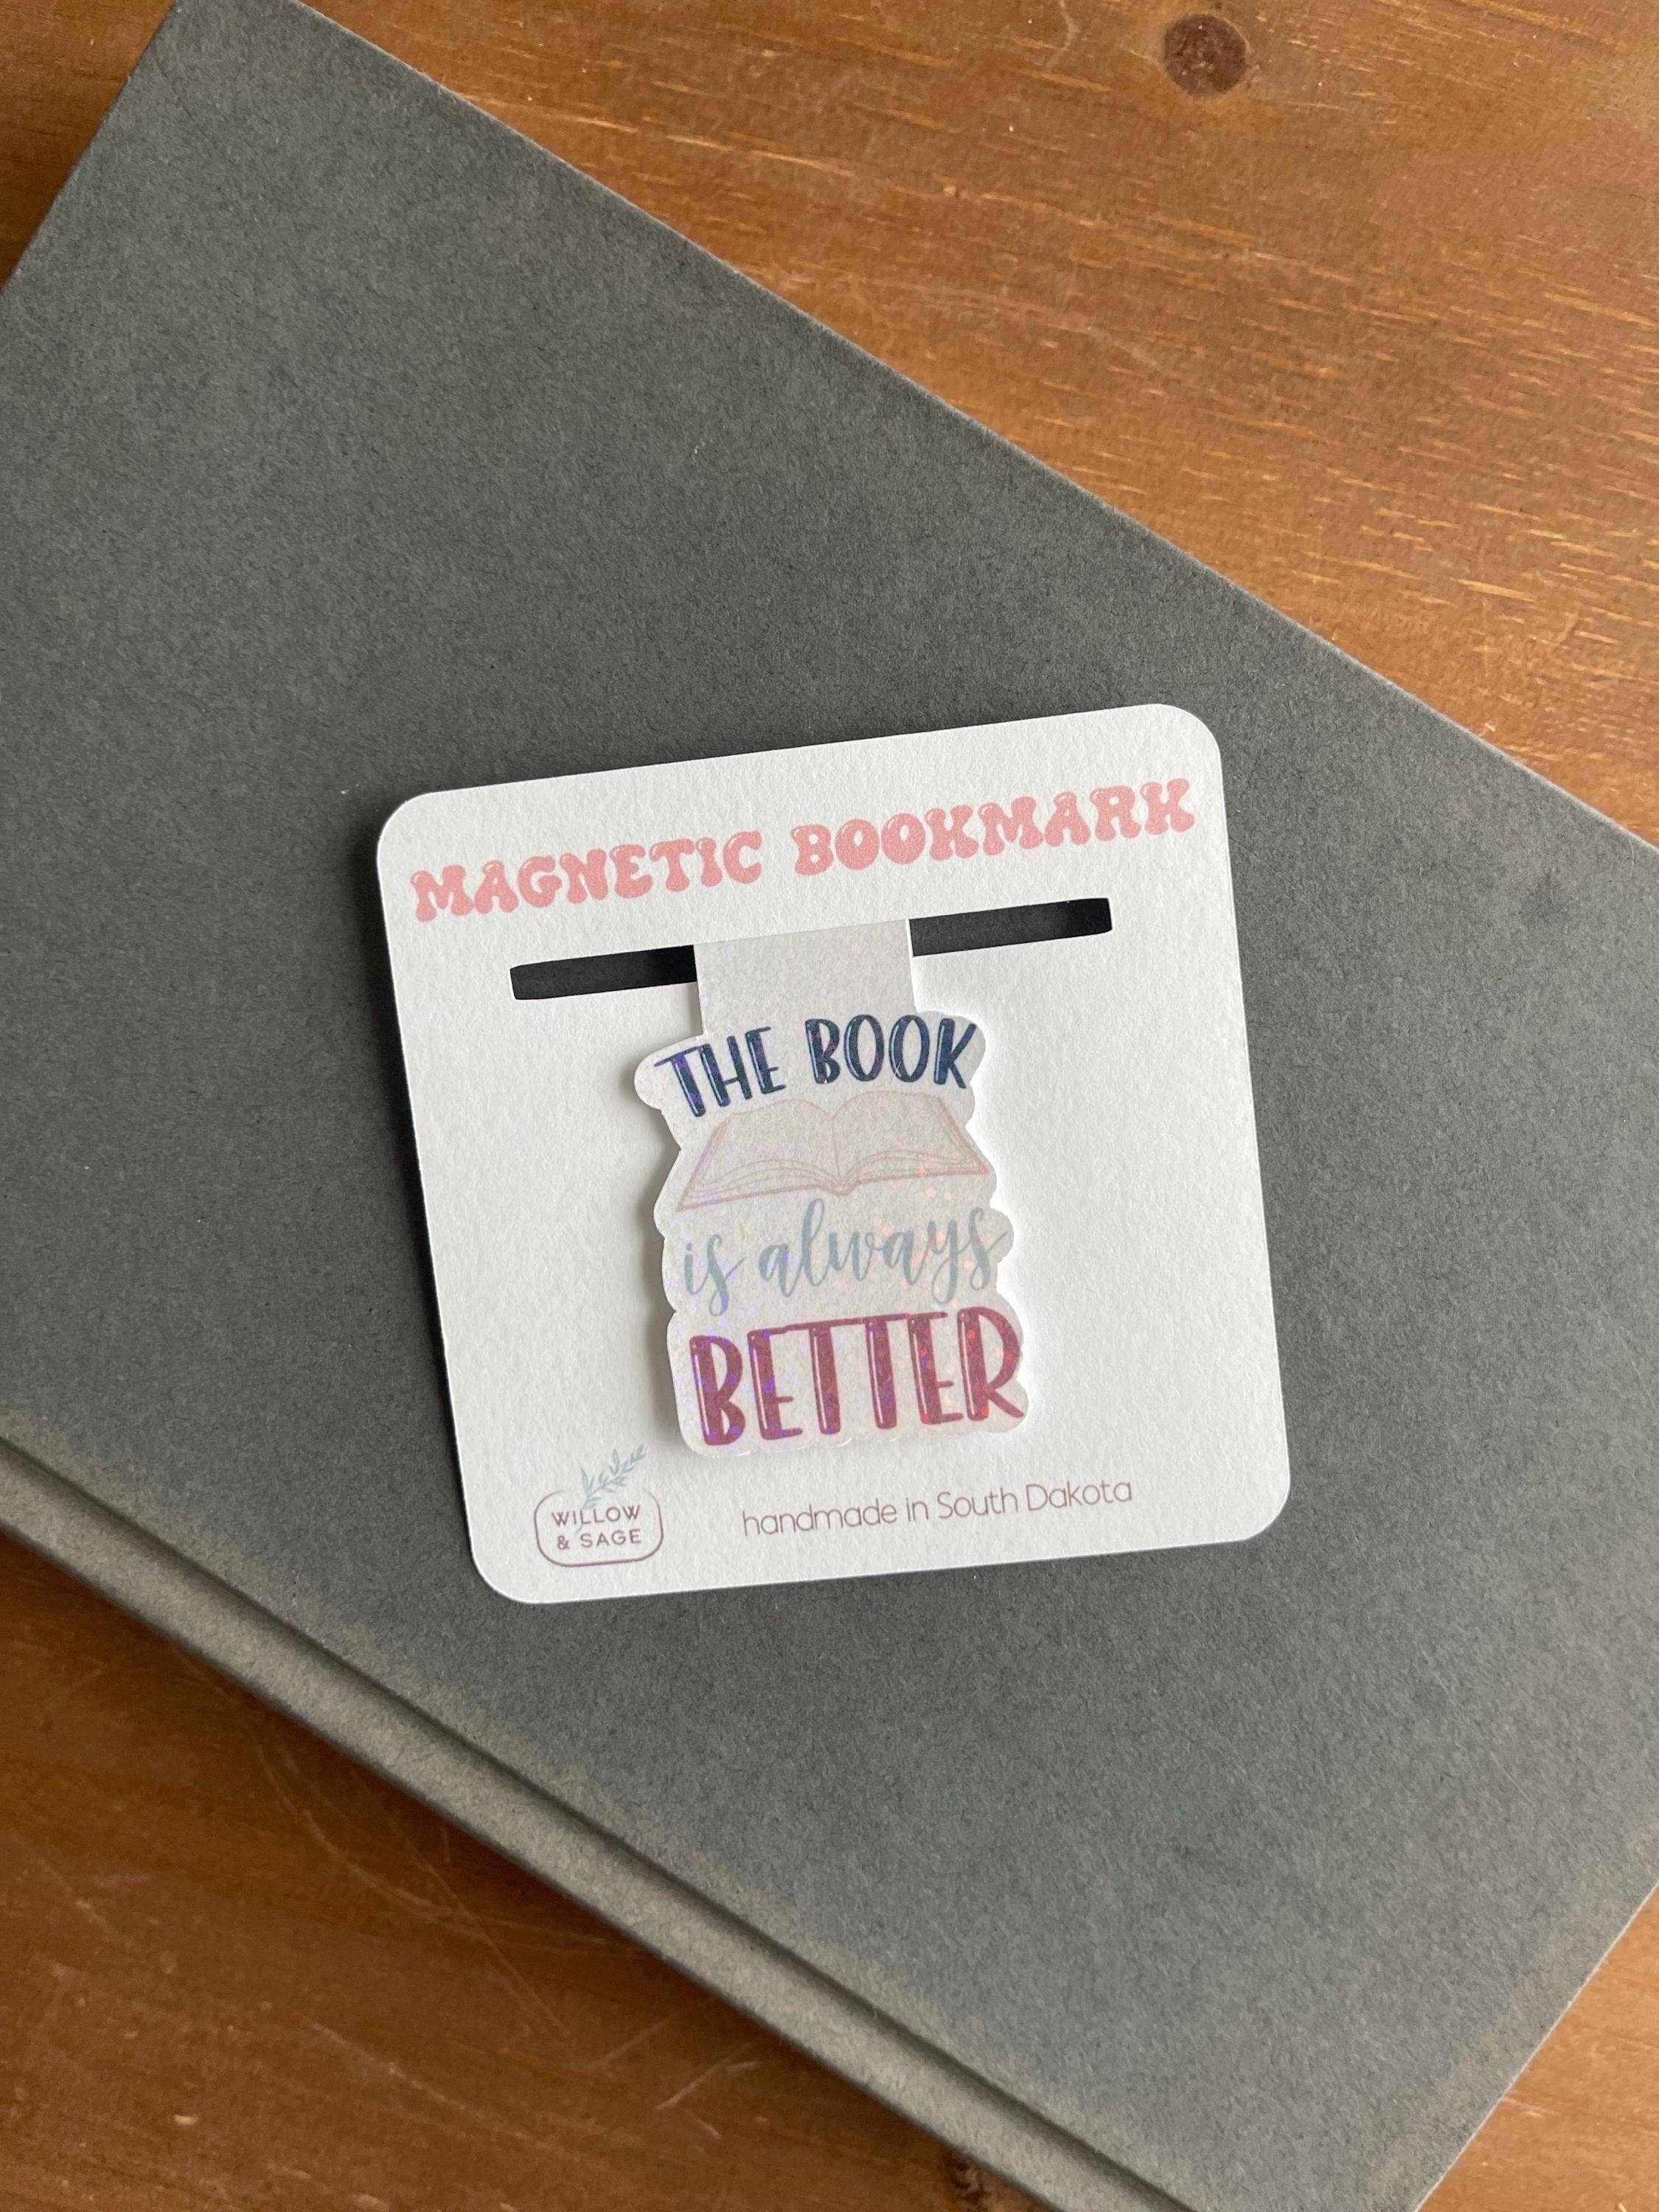 MAGNETIC BOOKMARK
THE BOOK
is always
BETTER
WILLOW
& SAGE
handmade in South Dakota